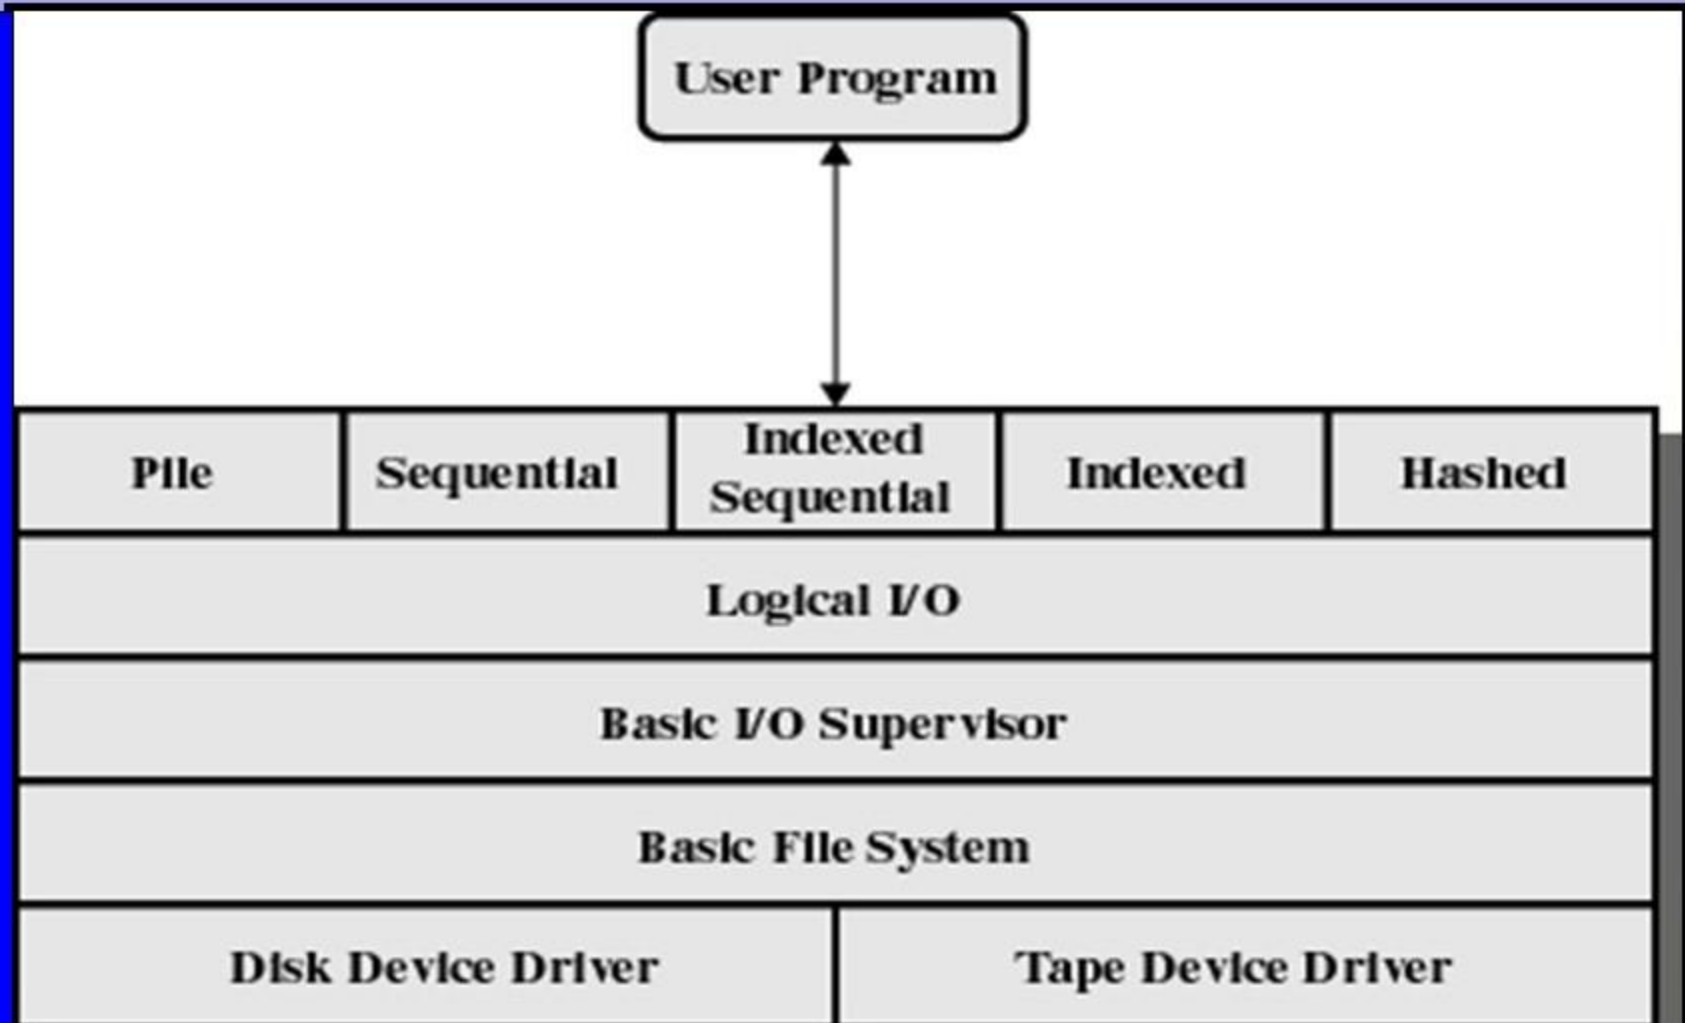 User Program
Pile
Sequential
Indexed
Sequential
Indexed
Hashed
Logical I/O
Basic I/O Supervisor
Basic File System
Disk Device Driver
Tape Device Driver